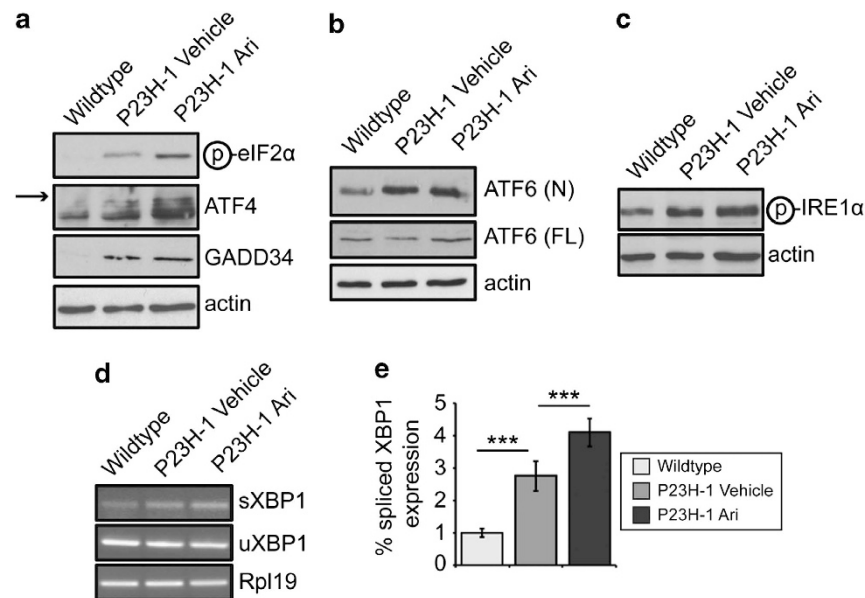 a
Wildtype
P23H-1 Vehicle
P23H-1 Ari
ⓟ-eIF2α
→
ATF4
GADD34
actin
b
Wildtype
P23H-1 Vehicle
P23H-1 Ari
ATF6 (N)
ATF6 (FL)
actin
c
Wildtype
P23H-1 Vehicle
P23H-1 Ari
ⓟ-IRE1α
actin
d
Wildtype
P23H-1 Vehicle
P23H-1 Ari
sXBP1
uXBP1
Rpl19
e
% spliced XBP1
expression
5
4
3
2
1
0
***
***
Wildtype
P23H-1 Vehicle
P23H-1 Ari